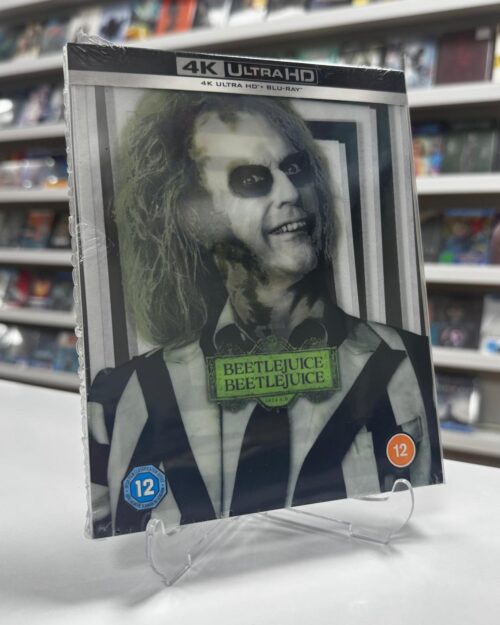 4K ULTRA HD
4K ULTRA HD + BLU-RAY
BEETLEJUICE
BEETLEJUICE
12
12